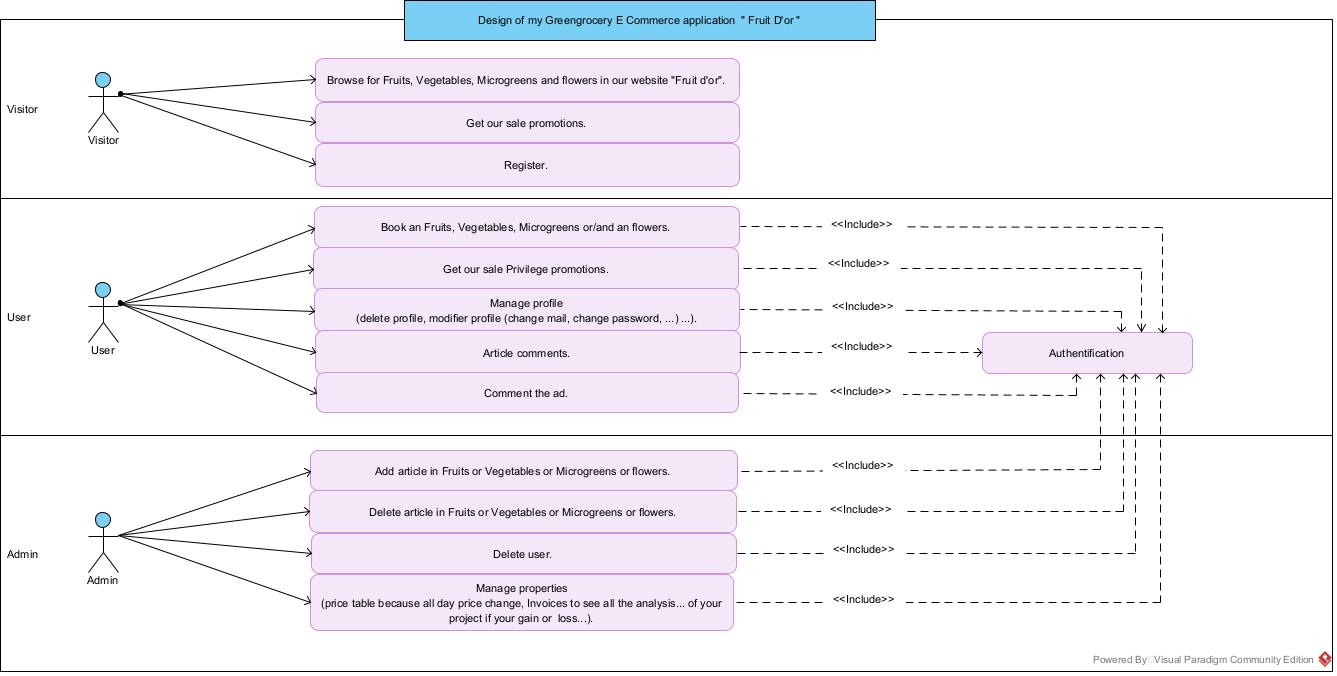 Design of my Greengrocery E Commerce application " Fruit D'or "
Visitor
Visitor
Browse for Fruits, Vegetables, Microgreens and flowers in our website "Fruit d'or".
Get our sale promotions.
Register.
User
User
Book an Fruits, Vegetables, Microgreens or/and an flowers.
<<Include>>
Get our sale Privilege promotions.
<<Include>>
Manage profile
(delete profile, modifier profile (change mail, change password, ...) ...).
<<Include>>
Article comments.
<<Include>>
Authentification
Comment the ad.
<<Include>>
Admin
Admin
Add article in Fruits or Vegetables or Microgreens or flowers.
<<Include>>
Delete article in Fruits or Vegetables or Microgreens or flowers.
<<Include>>
Delete user.
<<Include>>
Manage properties
(price table because all day price change, Invoices to see all the analysis... of your
project if your gain or loss...).
<<Include>>
Powered By Visual Paradigm Community Edition